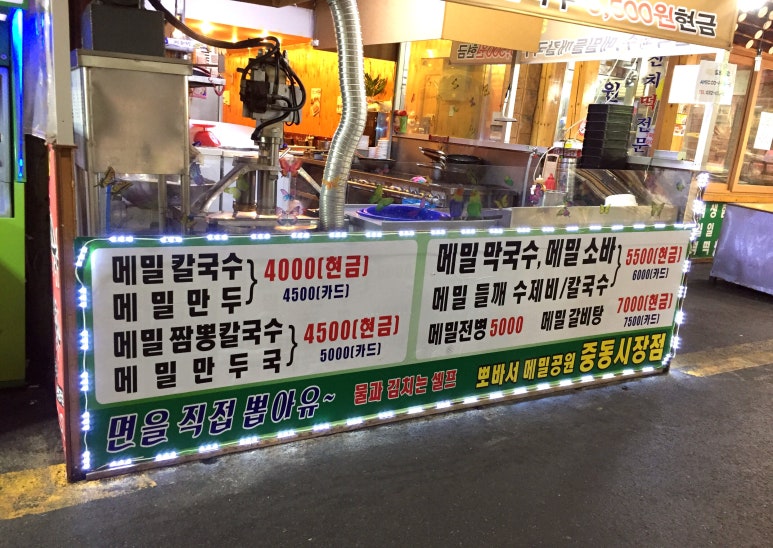 메밀 칼국수
메밀만두
4000(현금)
4500(카드)
메밀 짬뽕칼국수
메밀만두국
4500(현금)
5000(카드)
메밀 막국수, 메밀 소바
메밀 들깨 수제비/칼국수
5500(현금)
6000(카드)
메밀전병 5000 메밀 갈비탕
7000(현금)
7500(카드)
면을 직접 뽑아유~
물과 김치는 셀프
뽀바서 메밀공원 중동시장점